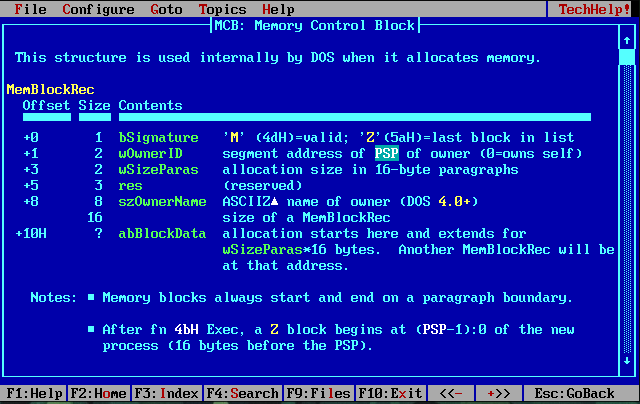 File Configure Goto Topics Help TechHelp!
MCB: Memory Control Block
This structure is used internally by DOS when it allocates memory.
MemBlockRec
Offset Size Contents
+0 1 bSignature 'M' (4dH)=valid; 'Z'(5aH)=last block in list
+1 2 wOwnerID segment address of PSP of owner (0=owns self)
+3 2 wSizeParas allocation size in 16-byte paragraphs
+5 3 res (reserved)
+8 8 szOwnerName ASCIIZ▲ name of owner (DOS 4.0+)
16 size of a MemBlockRec
+10H ? abBlockData allocation starts here and extends for
wSizeParas*16 bytes. Another MemBlockRec will be
at that address.
Notes: ■ Memory blocks always start and end on a paragraph boundary.
■ After fn 4bH Exec, a Z block begins at (PSP-1):0 of the new
process (16 bytes before the PSP).
F1:Help F2:Home F3:Index F4:Search F9:Files F10:Exit <<- +>> Esc:GoBack